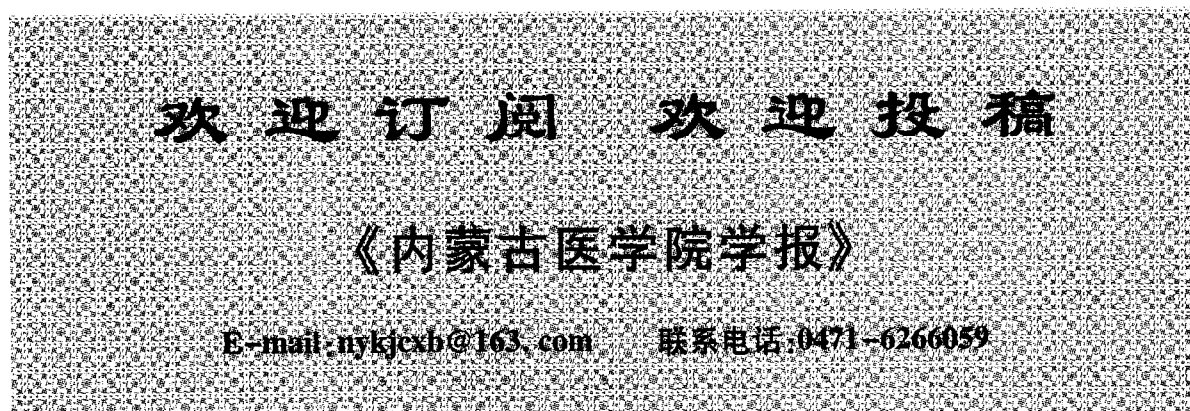 欢迎订阅 欢迎投稿
《内蒙古医学院学报》
E-mail:nykjcxb@163.com 联系电话:0471-6266059